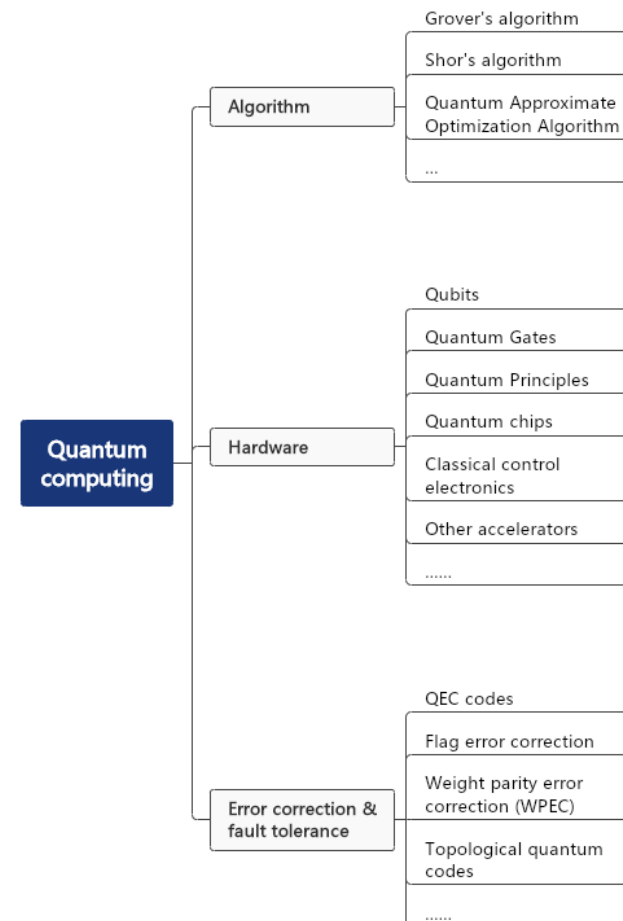 Grover's algorithm
Shor's algorithm
Algorithm
Quantum Approximate
Optimization Algorithm
...
Qubits
Quantum Gates
Quantum Principles
Quantum chips
Quantum
computing
Hardware
Classical control
electronics
Other accelerators
......
QEC codes
Flag error correction
Weight parity error
correction (WPEC)
Error correction &
fault tolerance
Topological quantum
codes
......